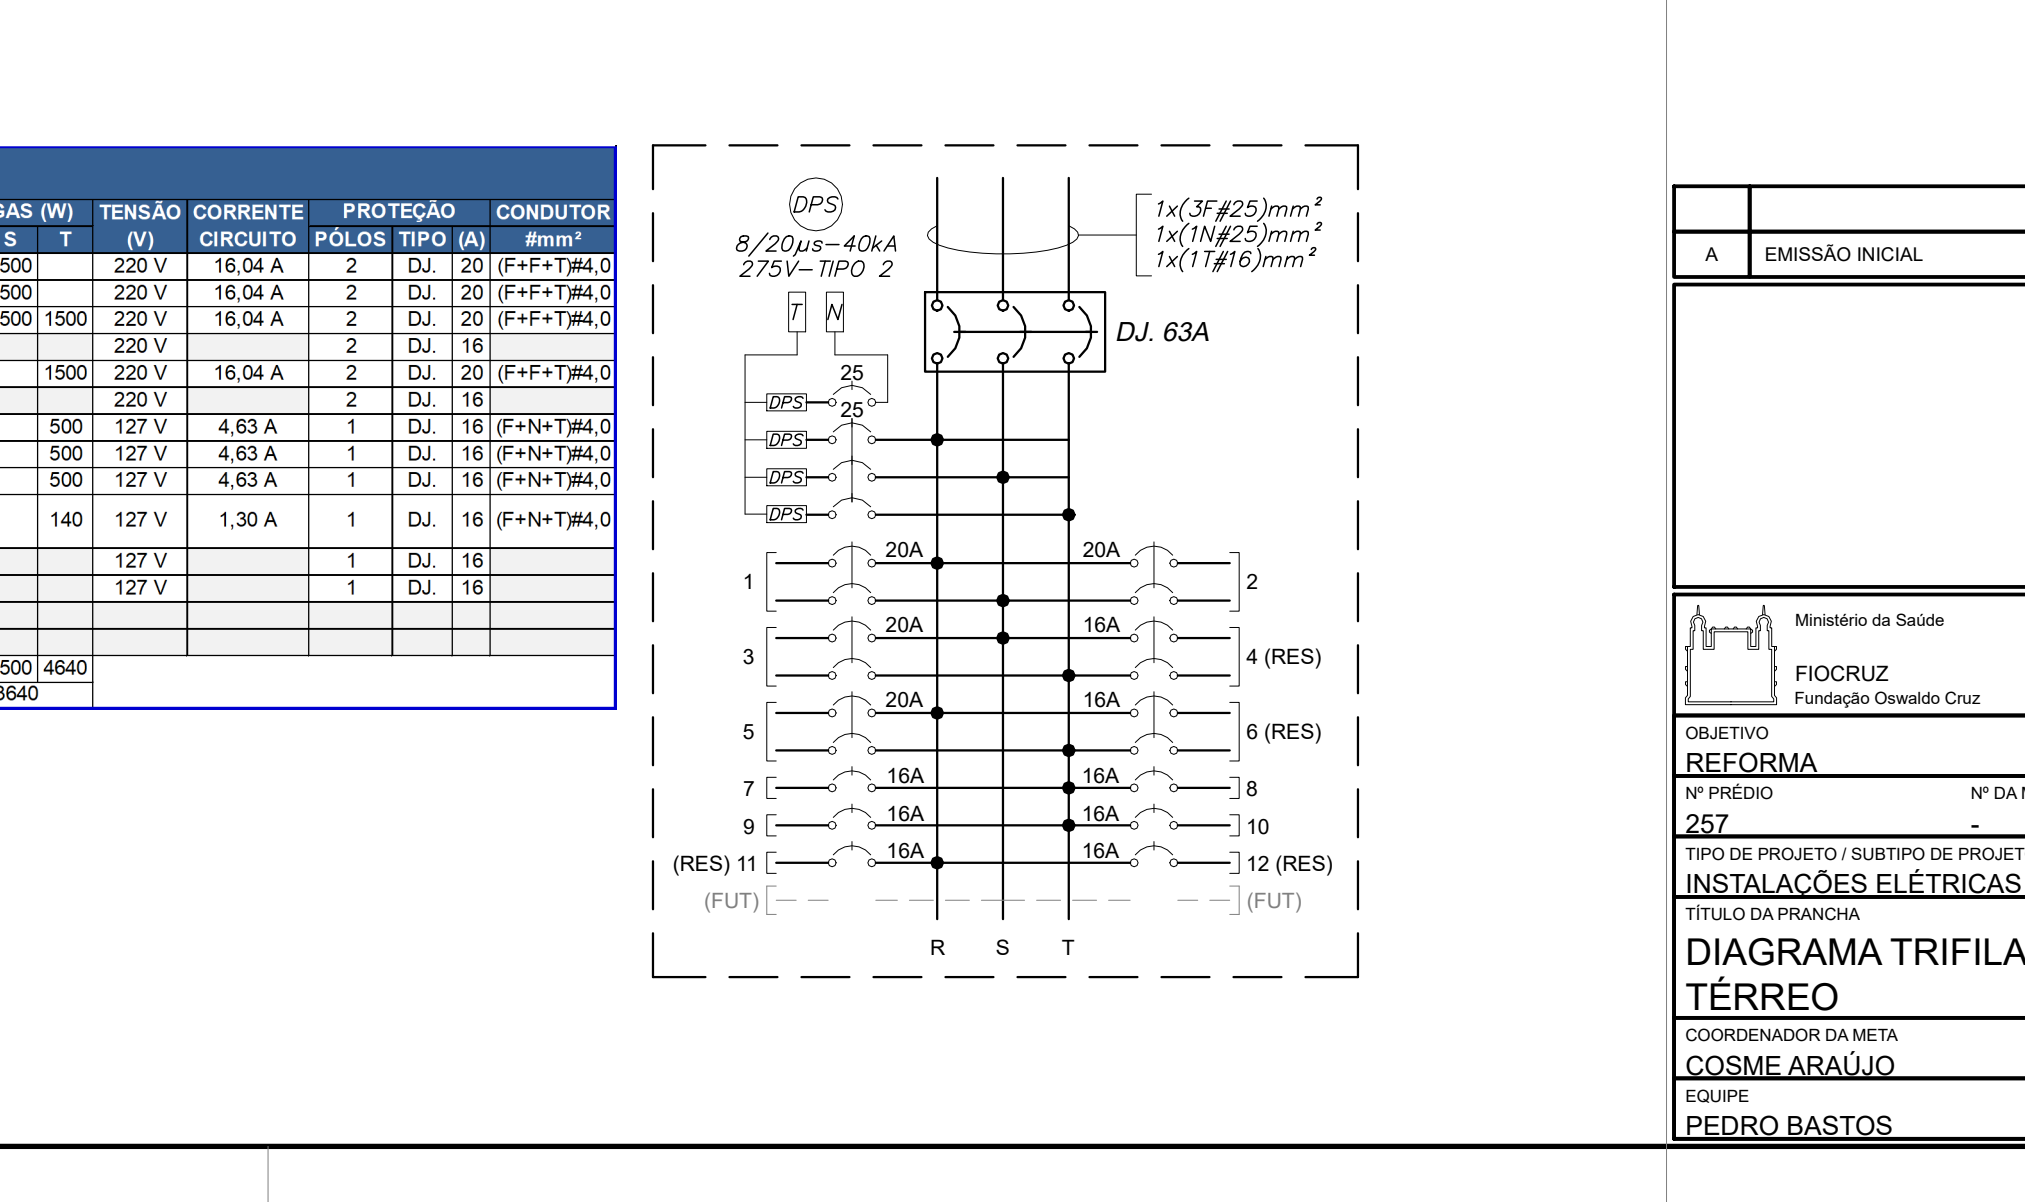 GAS (W) TENSÃO CORRENTE PROTEÇÃO CONDUTOR
S T (V) CIRCUITO PÓLOS TIPO (A) #mm²
500 220 V 16,04 A 2 DJ. 20 (F+F+T)#4,0
500 220 V 16,04 A 2 DJ. 20 (F+F+T)#4,0
500 1500 220 V 16,04 A 2 DJ. 20 (F+F+T)#4,0
220 V 2 DJ. 16
1500 220 V 16,04 A 2 DJ. 20 (F+F+T)#4,0
220 V 2 DJ. 16
500 127 V 4,63 A 1 DJ. 16 (F+N+T)#4,0
500 127 V 4,63 A 1 DJ. 16 (F+N+T)#4,0
500 127 V 4,63 A 1 DJ. 16 (F+N+T)#4,0
140 127 V 1,30 A 1 DJ. 16 (F+N+T)#4,0
127 V 1 DJ. 16
127 V 1 DJ. 16
500 4640
3640
DPS
8/20µs-40kA
275V-TIPO 2
T N
1x(3F#25)mm²
1x(1N#25)mm²
1x(1T#16)mm²
DJ. 63A
25
DPS
25
DPS
DPS
DPS
20A 20A
1 2
20A 16A
3 4 (RES)
20A 16A
5 6 (RES)
16A 16A
7 8
16A 16A
9 10
16A 16A
(RES) 11 12 (RES)
(FUT) (FUT)
R S T
A EMISSÃO INICIAL
Ministério da Saúde
FIOCRUZ
Fundação Oswaldo Cruz
OBJETIVO
REFORMA
Nº PRÉDIO Nº DA
257 -
TIPO DE PROJETO / SUBTIPO DE PROJET
INSTALAÇÕES ELÉTRICAS
TÍTULO DA PRANCHA
DIAGRAMA TRIFILA
TÉRREO
COORDENADOR DA META
COSME ARAÚJO
EQUIPE
PEDRO BASTOS